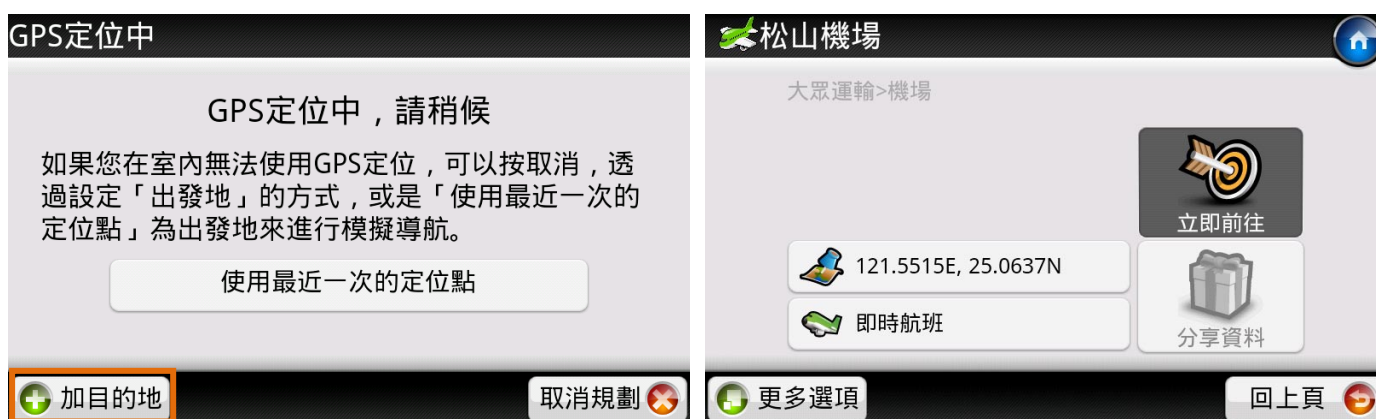 GPS定位中
GPS定位中，請稍候
如果您在室內無法使用GPS定位，可以按取消，透
過設定「出發地」的方式，或是「使用最近一次的
定位點」為出發地來進行模擬導航。
使用最近一次的定位點
加目的地
取消規劃
松山機場
大眾運輸>機場
立即前往
121.5515E, 25.0637N
即時航班
分享資料
更多選項
回上頁